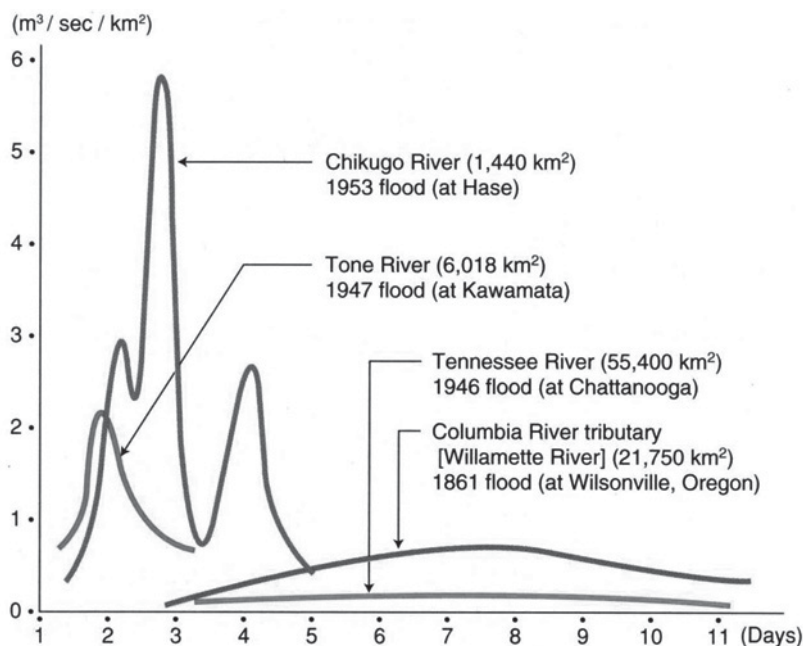 (m³ / sec / km²)
6
5
Chikugo River (1,440 km²)
1953 flood (at Hase)
4
Tone River (6,018 km²)
1947 flood (at Kawamata)
3
Tennessee River (55,400 km²)
1946 flood (at Chattanooga)
2
Columbia River tributary
[Willamette River] (21,750 km²)
1861 flood (at Wilsonville, Oregon)
1
0
1 2 3 4 5 6 7 8 9 10 11 (Days)